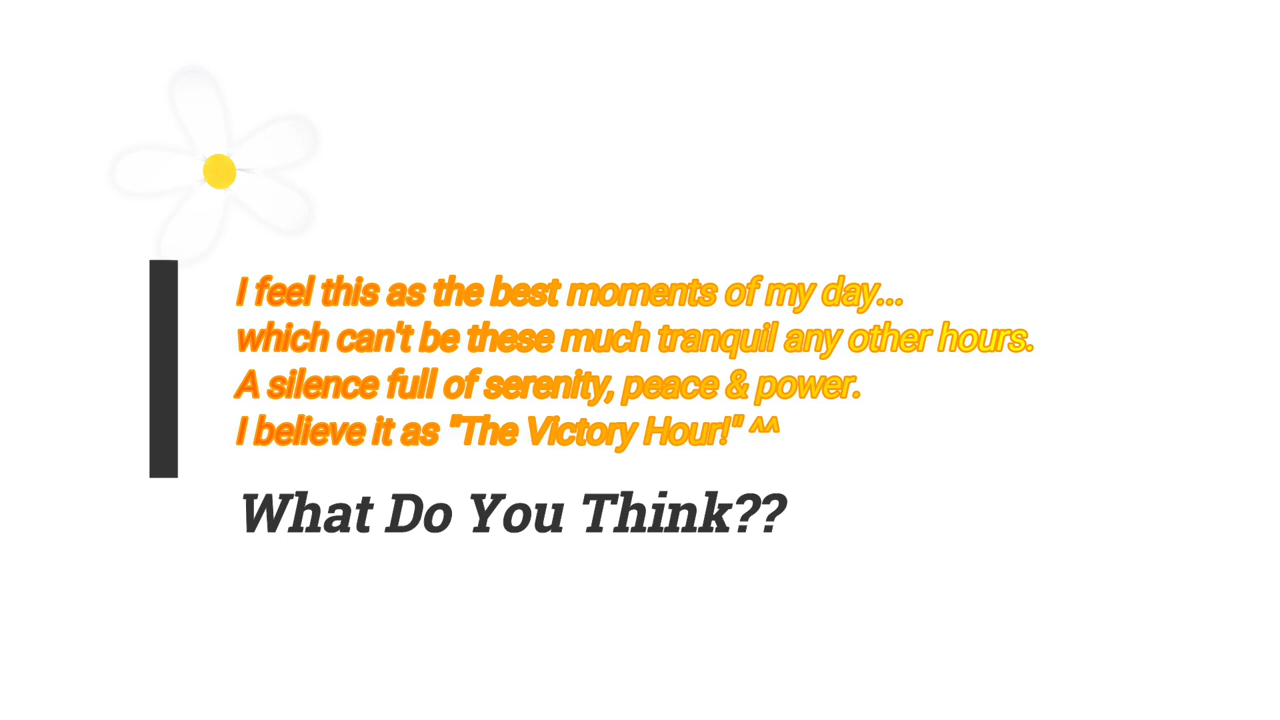 I feel this as the best moments of my day...
which can't be these much tranquil any other hours.
A silence full of serenity, peace & power.
I believe it as "The Victory Hour!" ^^
What Do You Think??